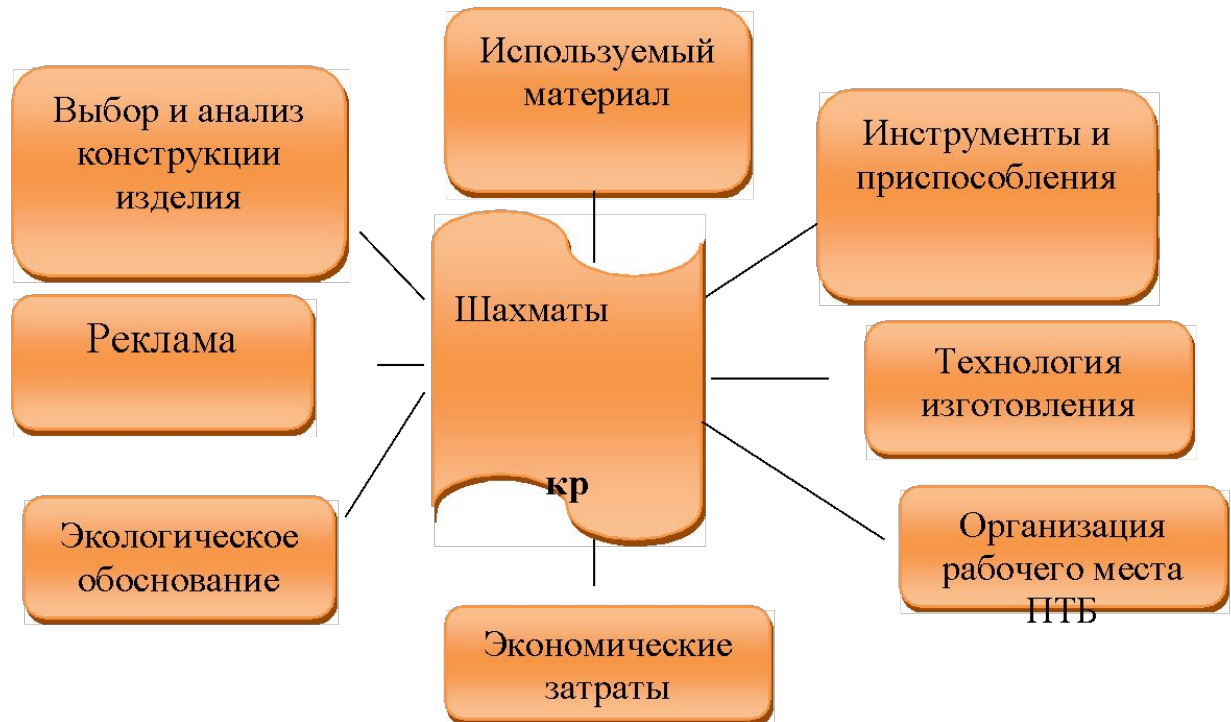 Используемый
материал
Выбор и анализ
конструкции
изделия
Инструменты и
приспособления
Шахматы
Реклама
Технология
изготовления
кр
Экологическое
обоснование
Организация
рабочего места
ПТБ
Экономические
затраты